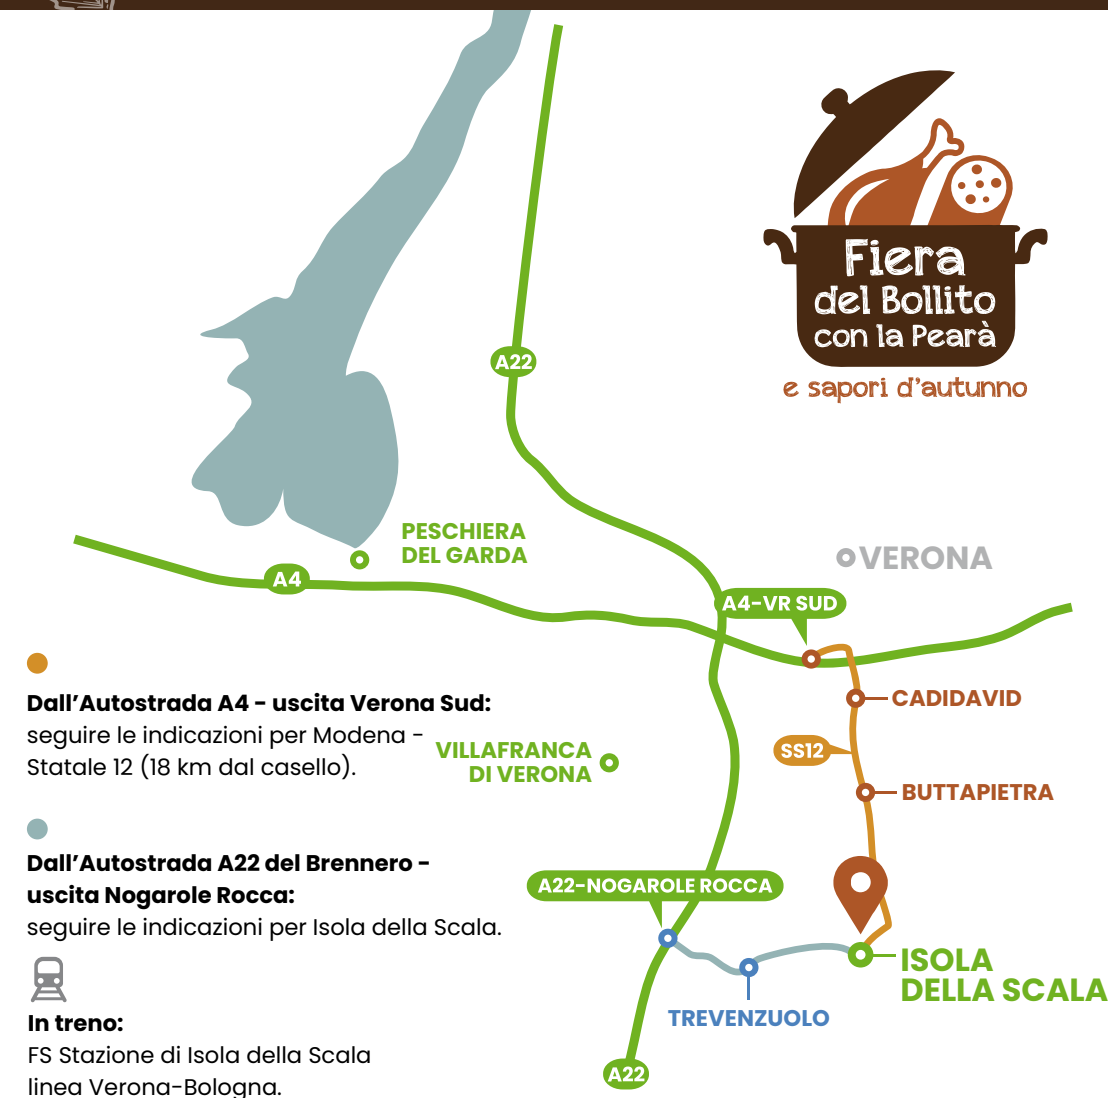 Fiera
del Bollito
con la Pearà
e sapori d'autunno
A22
PESCHIERA
DEL GARDA
VERONA
A4
A4-VR SUD
Dall'Autostrada A4 - uscita Verona Sud:
seguire le indicazioni per Modena -
Statale 12 (18 km dal casello).
CADIDAVID
SS12
VILLAFRANCA
DI VERONA
BUTTAPIETRA
Dall'Autostrada A22 del Brennero -
uscita Nogarole Rocca:
seguire le indicazioni per Isola della Scala.
A22-NOGAROLE ROCCA
ISOLA
DELLA SCALA
TREVENZUOLO
In treno:
FS Stazione di Isola della Scala
linea Verona-Bologna.
A22